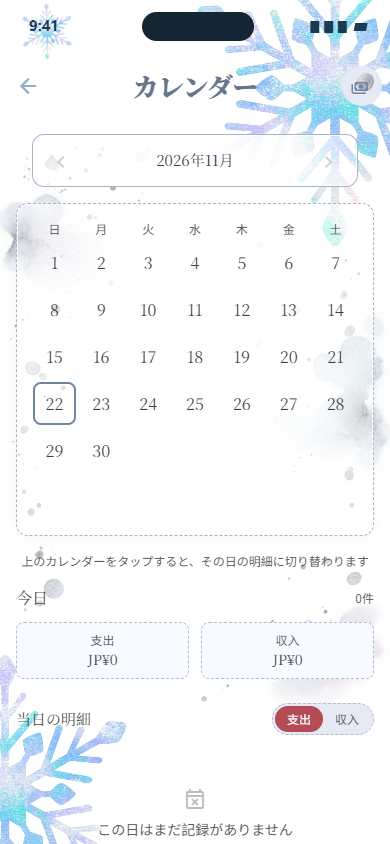 9:41
カレンダー
2026年11月
日 月 火 水 木 金 土
1 2 3 4 5 6 7
8 9 10 11 12 13 14
15 16 17 18 19 20 21
22 23 24 25 26 27 28
29 30
上のカレンダーをタップすると、その日の明細に切り替わります
今日 0件
支出 収入
JP¥0 JP¥0
当日の明細 支出 収入
この日はまだ記録がありません